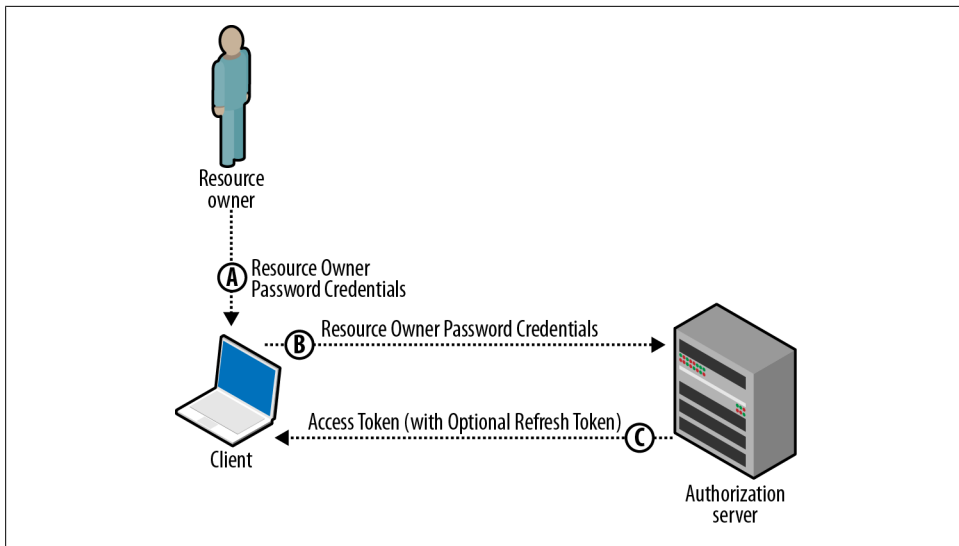 Resource
owner
A
Resource Owner
Password Credentials
B
Resource Owner Password Credentials
Access Token (with Optional Refresh Token)
C
Client
Authorization
server